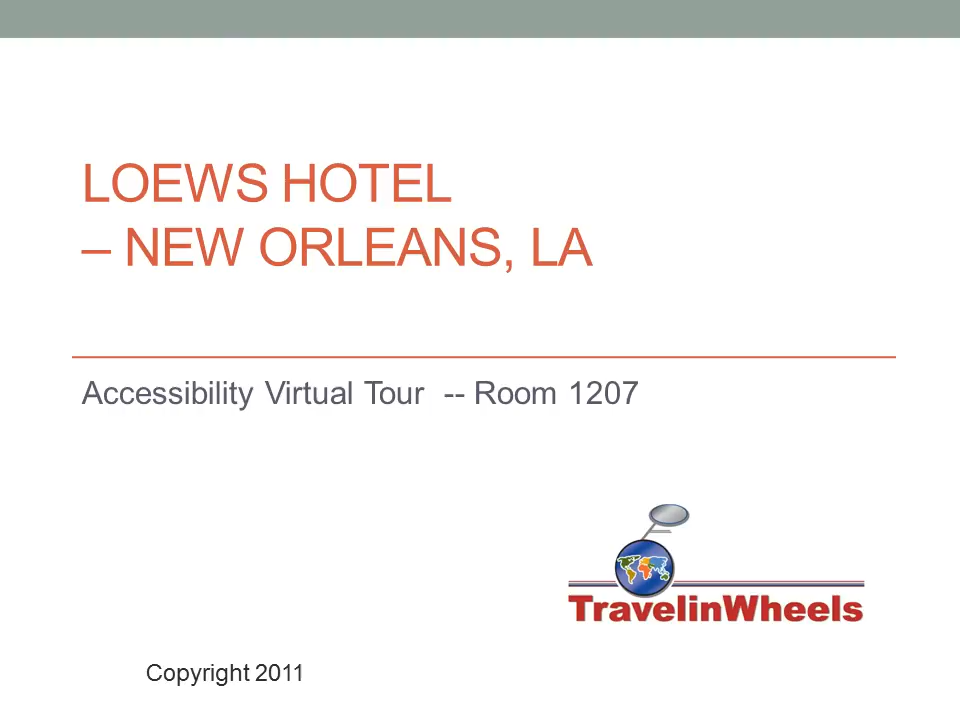 LOEWS HOTEL
– NEW ORLEANS, LA
Accessibility Virtual Tour -- Room 1207
TravelinWheels
Copyright 2011